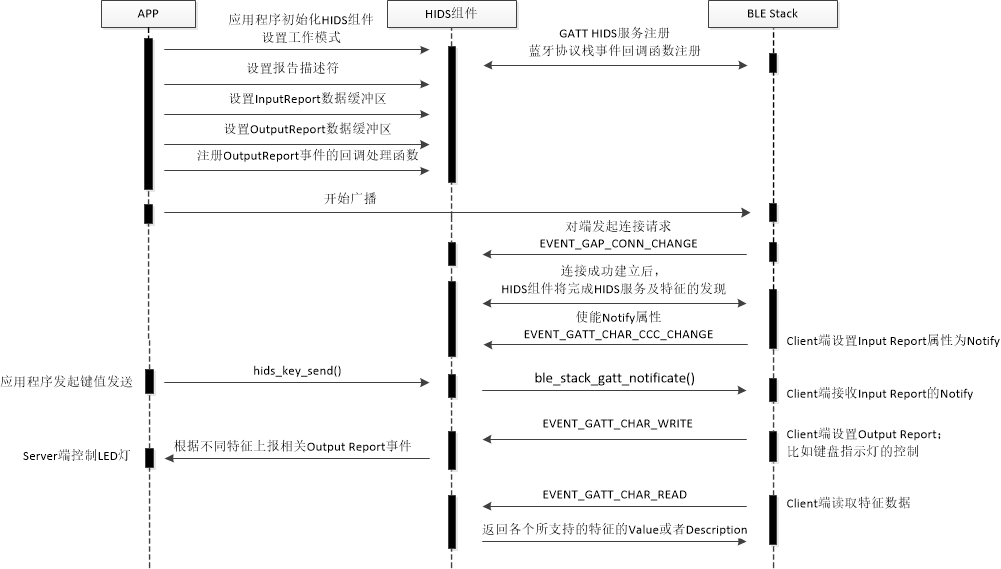 APP
HIDS组件
BLE Stack
应用程序初始化HIDS组件
设置工作模式
GATT HIDS服务注册
蓝牙协议栈事件回调函数注册
设置报告描述符
设置InputReport数据缓冲区
设置OutputReport数据缓冲区
注册OutputReport事件的回调处理函数
开始广播
对端发起连接请求
EVENT_GAP_CONN_CHANGE
连接成功建立后，
HIDS组件将完成HIDS服务及特征的发现
使能Notify属性
EVENT_GATT_CHAR_CCC_CHANGE
Client端设置Input Report属性为Notify
应用程序发起键值发送
hids_key_send()
ble_stack_gatt_notificate()
Client端接收Input Report的Notify
EVENT_GATT_CHAR_WRITE
Client端设置Output Report；
比如键盘指示灯的控制
Server端控制LED灯
根据不同特征上报相关Output Report事件
EVENT_GATT_CHAR_READ
Client端读取特征数据
返回各个所支持的特征的Value或者Description